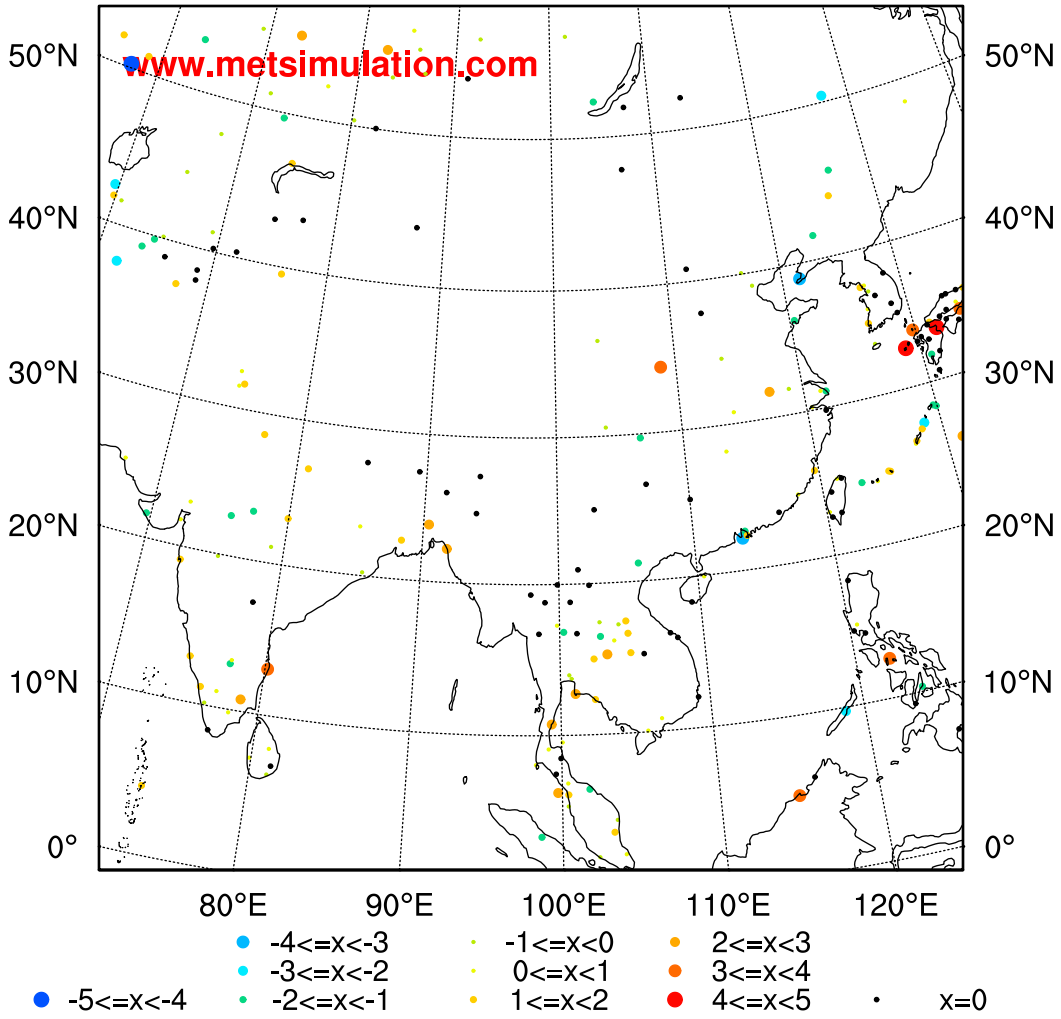 50°N 50°N
www.metsimulation.com
40°N 40°N
30°N 30°N
20°N 20°N
10°N 10°N
0° 0°
80°E 90°E 100°E 110°E 120°E
-4<=x<-3 -1<=x<0 2<=x<3
-3<=x<-2 0<=x<1 3<=x<4
-5<=x<-4 -2<=x<-1 1<=x<2 4<=x<5 x=0